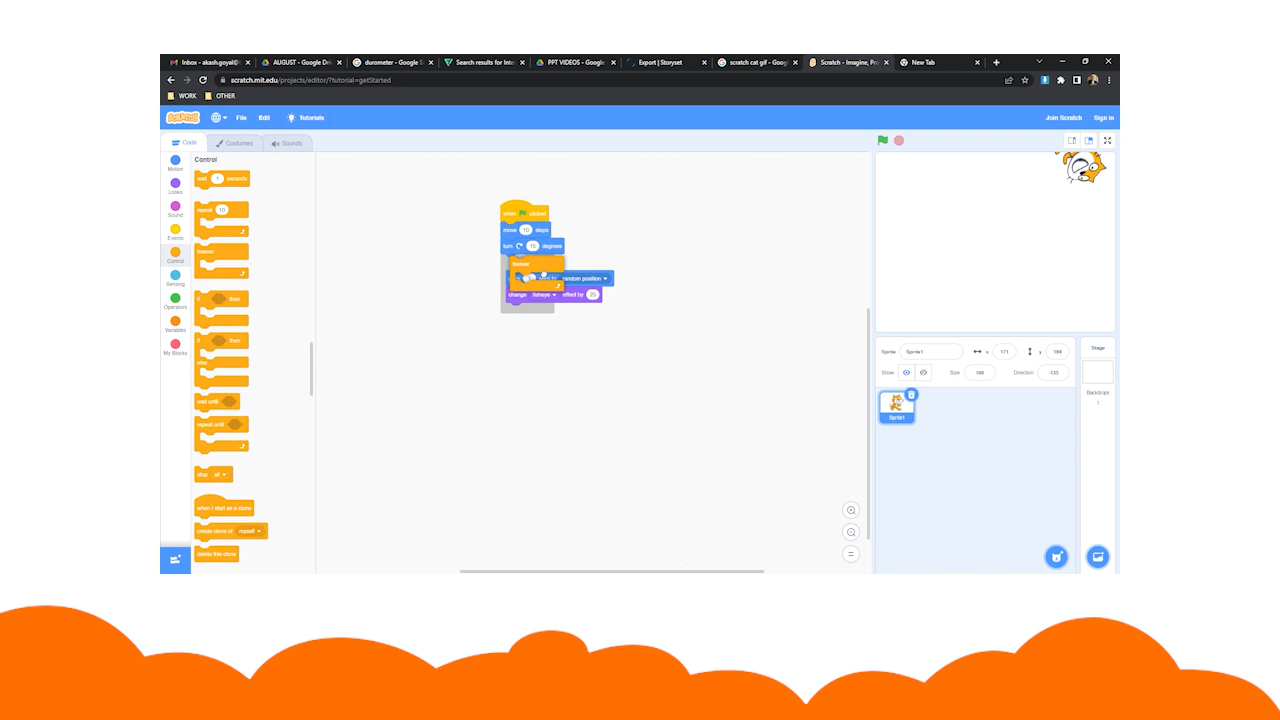 Inbox - akash.goyal@
AUGUST - Google Dri
durometer - Google S
Search results for Inte
PPT VIDEOS - Google
Export | Storyset
scratch cat gif - Goog
Scratch - Imagine, Pro
New Tab
scratch.mit.edu/projects/editor/?tutorial=getStarted
WORK
OTHER
SCRATCH
File
Edit
Tutorials
Join Scratch
Sign in
Code
Costumes
Sounds
Motion
Looks
Sound
Events
Control
Sensing
Operators
Variables
My Blocks
Control
wait 1 seconds
repeat 10
forever
if then
if then
else
wait until
repeat until
stop all
when I start as a clone
create clone of myself
delete this clone
when clicked
move 10 steps
turn 15 degrees
forever
random position
change fisheye effect by 25
Sprite
Sprite1
x 171
y 184
Show
Size 100
Direction -135
Sprite1
Stage
Backdrops
1